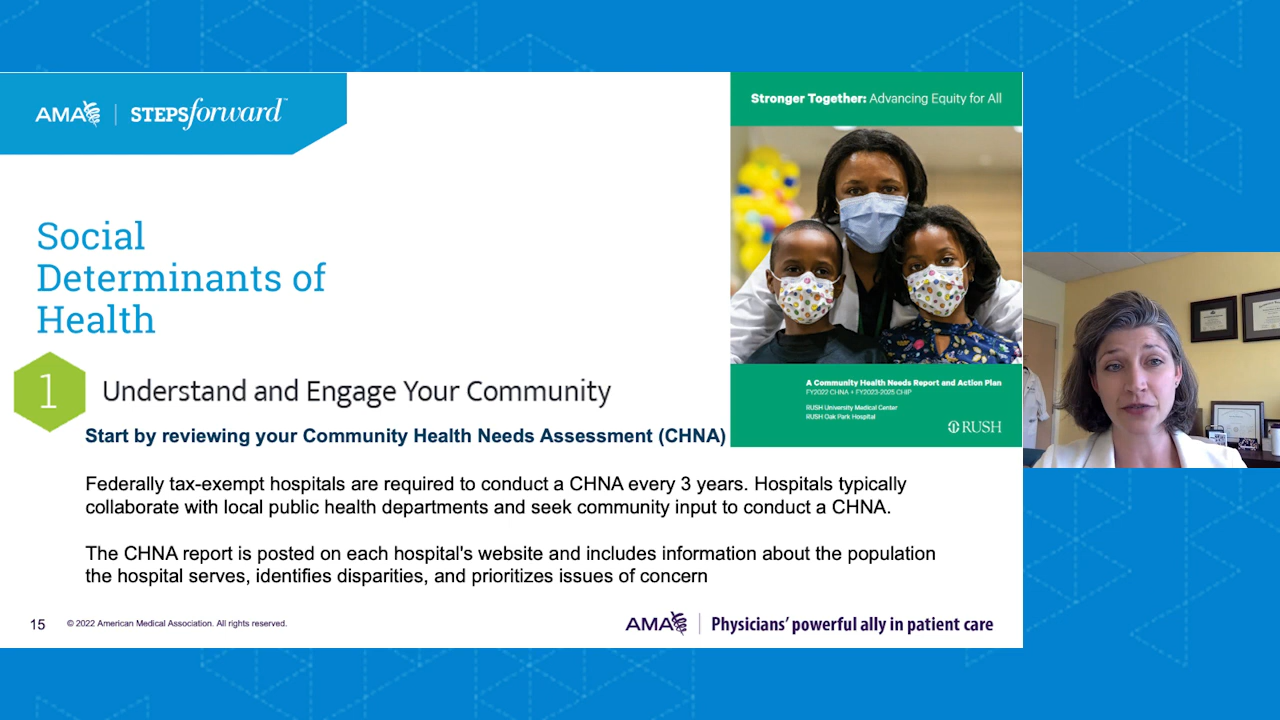 AMA | STEPSforward™
Social
Determinants of
Health
1
Understand and Engage Your Community
Start by reviewing your Community Health Needs Assessment (CHNA)
Federally tax-exempt hospitals are required to conduct a CHNA every 3 years. Hospitals typically
collaborate with local public health departments and seek community input to conduct a CHNA.
The CHNA report is posted on each hospital's website and includes information about the population
the hospital serves, identifies disparities, and prioritizes issues of concern
15
© 2022 American Medical Association. All rights reserved.
AMA | Physicians' powerful ally in patient care
Stronger Together: Advancing Equity for All
A Community Health Needs Report and Action Plan
FY2022 CHNA + FY2023-2025 CHIP
RUSH University Medical Center
RUSH Oak Park Hospital
RUSH